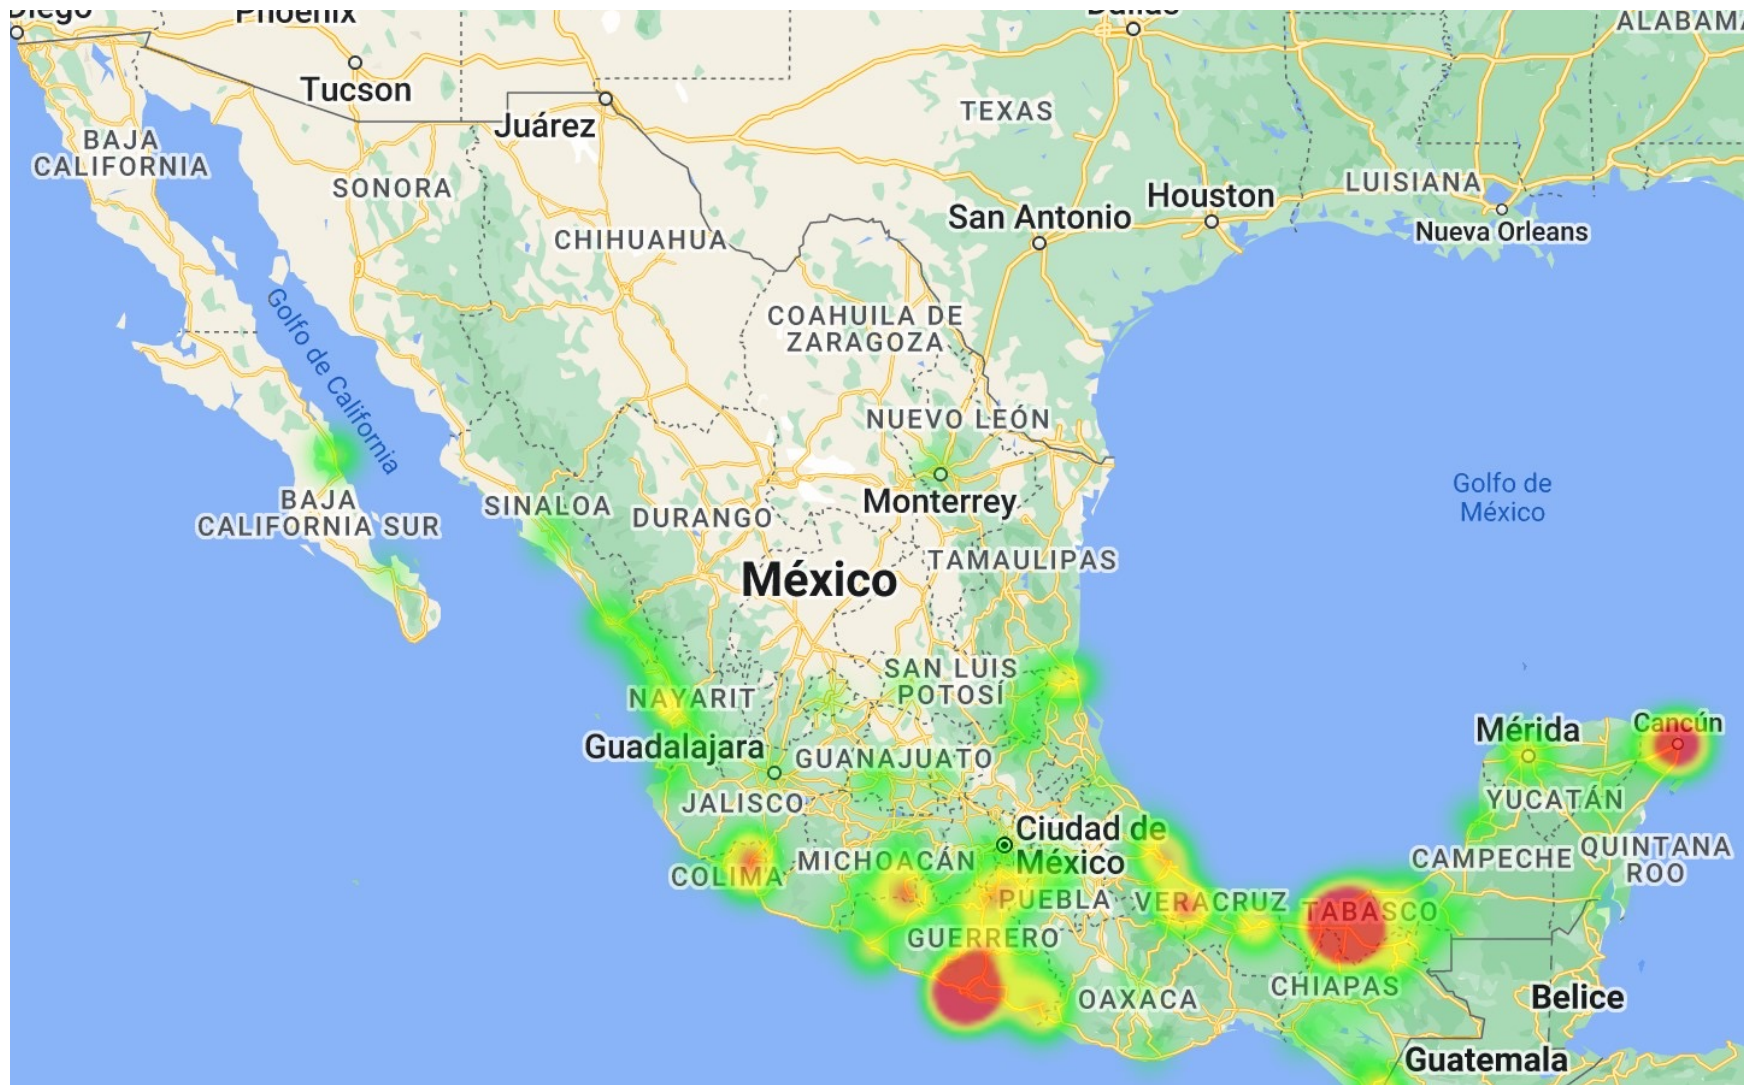 Diego
Phoenix
Dallas
ALABAMA
Tucson
Juárez
TEXAS
BAJA
CALIFORNIA
SONORA
LUISIANA
Houston
San Antonio
Nueva Orleans
CHIHUAHUA
Golfo de California
COAHUILA DE
ZARAGOZA
NUEVO LEÓN
Monterrey
Golfo de
México
BAJA
CALIFORNIA SUR
SINALOA
DURANGO
TAMAULIPAS
México
SAN LUIS
POTOSÍ
NAYARIT
Guadalajara
GUANAJUATO
Mérida
Cancún
JALISCO
YUCATÁN
Ciudad de
México
COLIMA
MICHOACÁN
CAMPECHE
QUINTANA
ROO
PUEBLA
VERACRUZ
TABASCO
GUERRERO
OAXACA
CHIAPAS
Belice
Guatemala